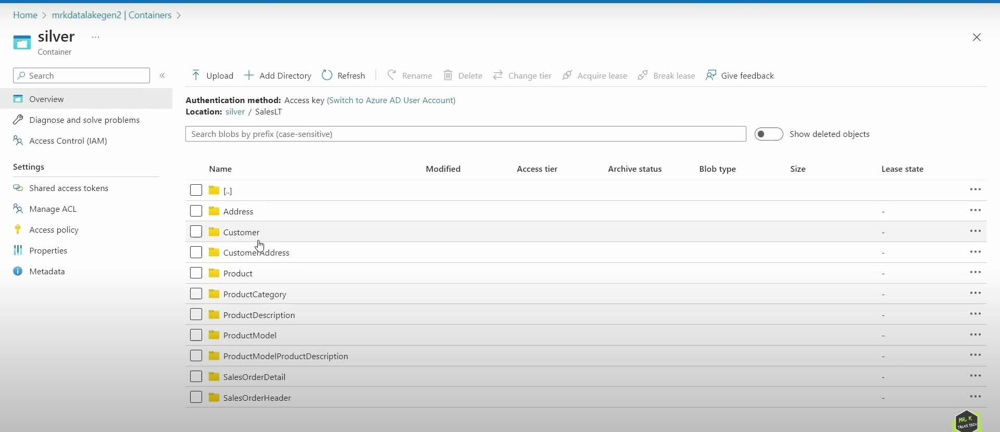 Home > mrkdatalakegen2 | Containers >
silver ...
Container
Search «
Overview
Diagnose and solve problems
Access Control (IAM)
Settings
Shared access tokens
Manage ACL
Access policy
Properties
Metadata
Upload Add Directory Refresh Rename Delete Change tier Acquire lease Break lease Give feedback
Authentication method: Access key (Switch to Azure AD User Account)
Location: silver / SalesLT
Search blobs by prefix (case-sensitive) Show deleted objects
Name Modified Access tier Archive status Blob type Size Lease state
[..] ...
Address - ...
Customer - ...
CustomerAddress - ...
Product - ...
ProductCategory - ...
ProductDescription - ...
ProductModel - ...
ProductModelProductDescription - ...
SalesOrderDetail - ...
SalesOrderHeader - ...
MR. K
TALKS TECH